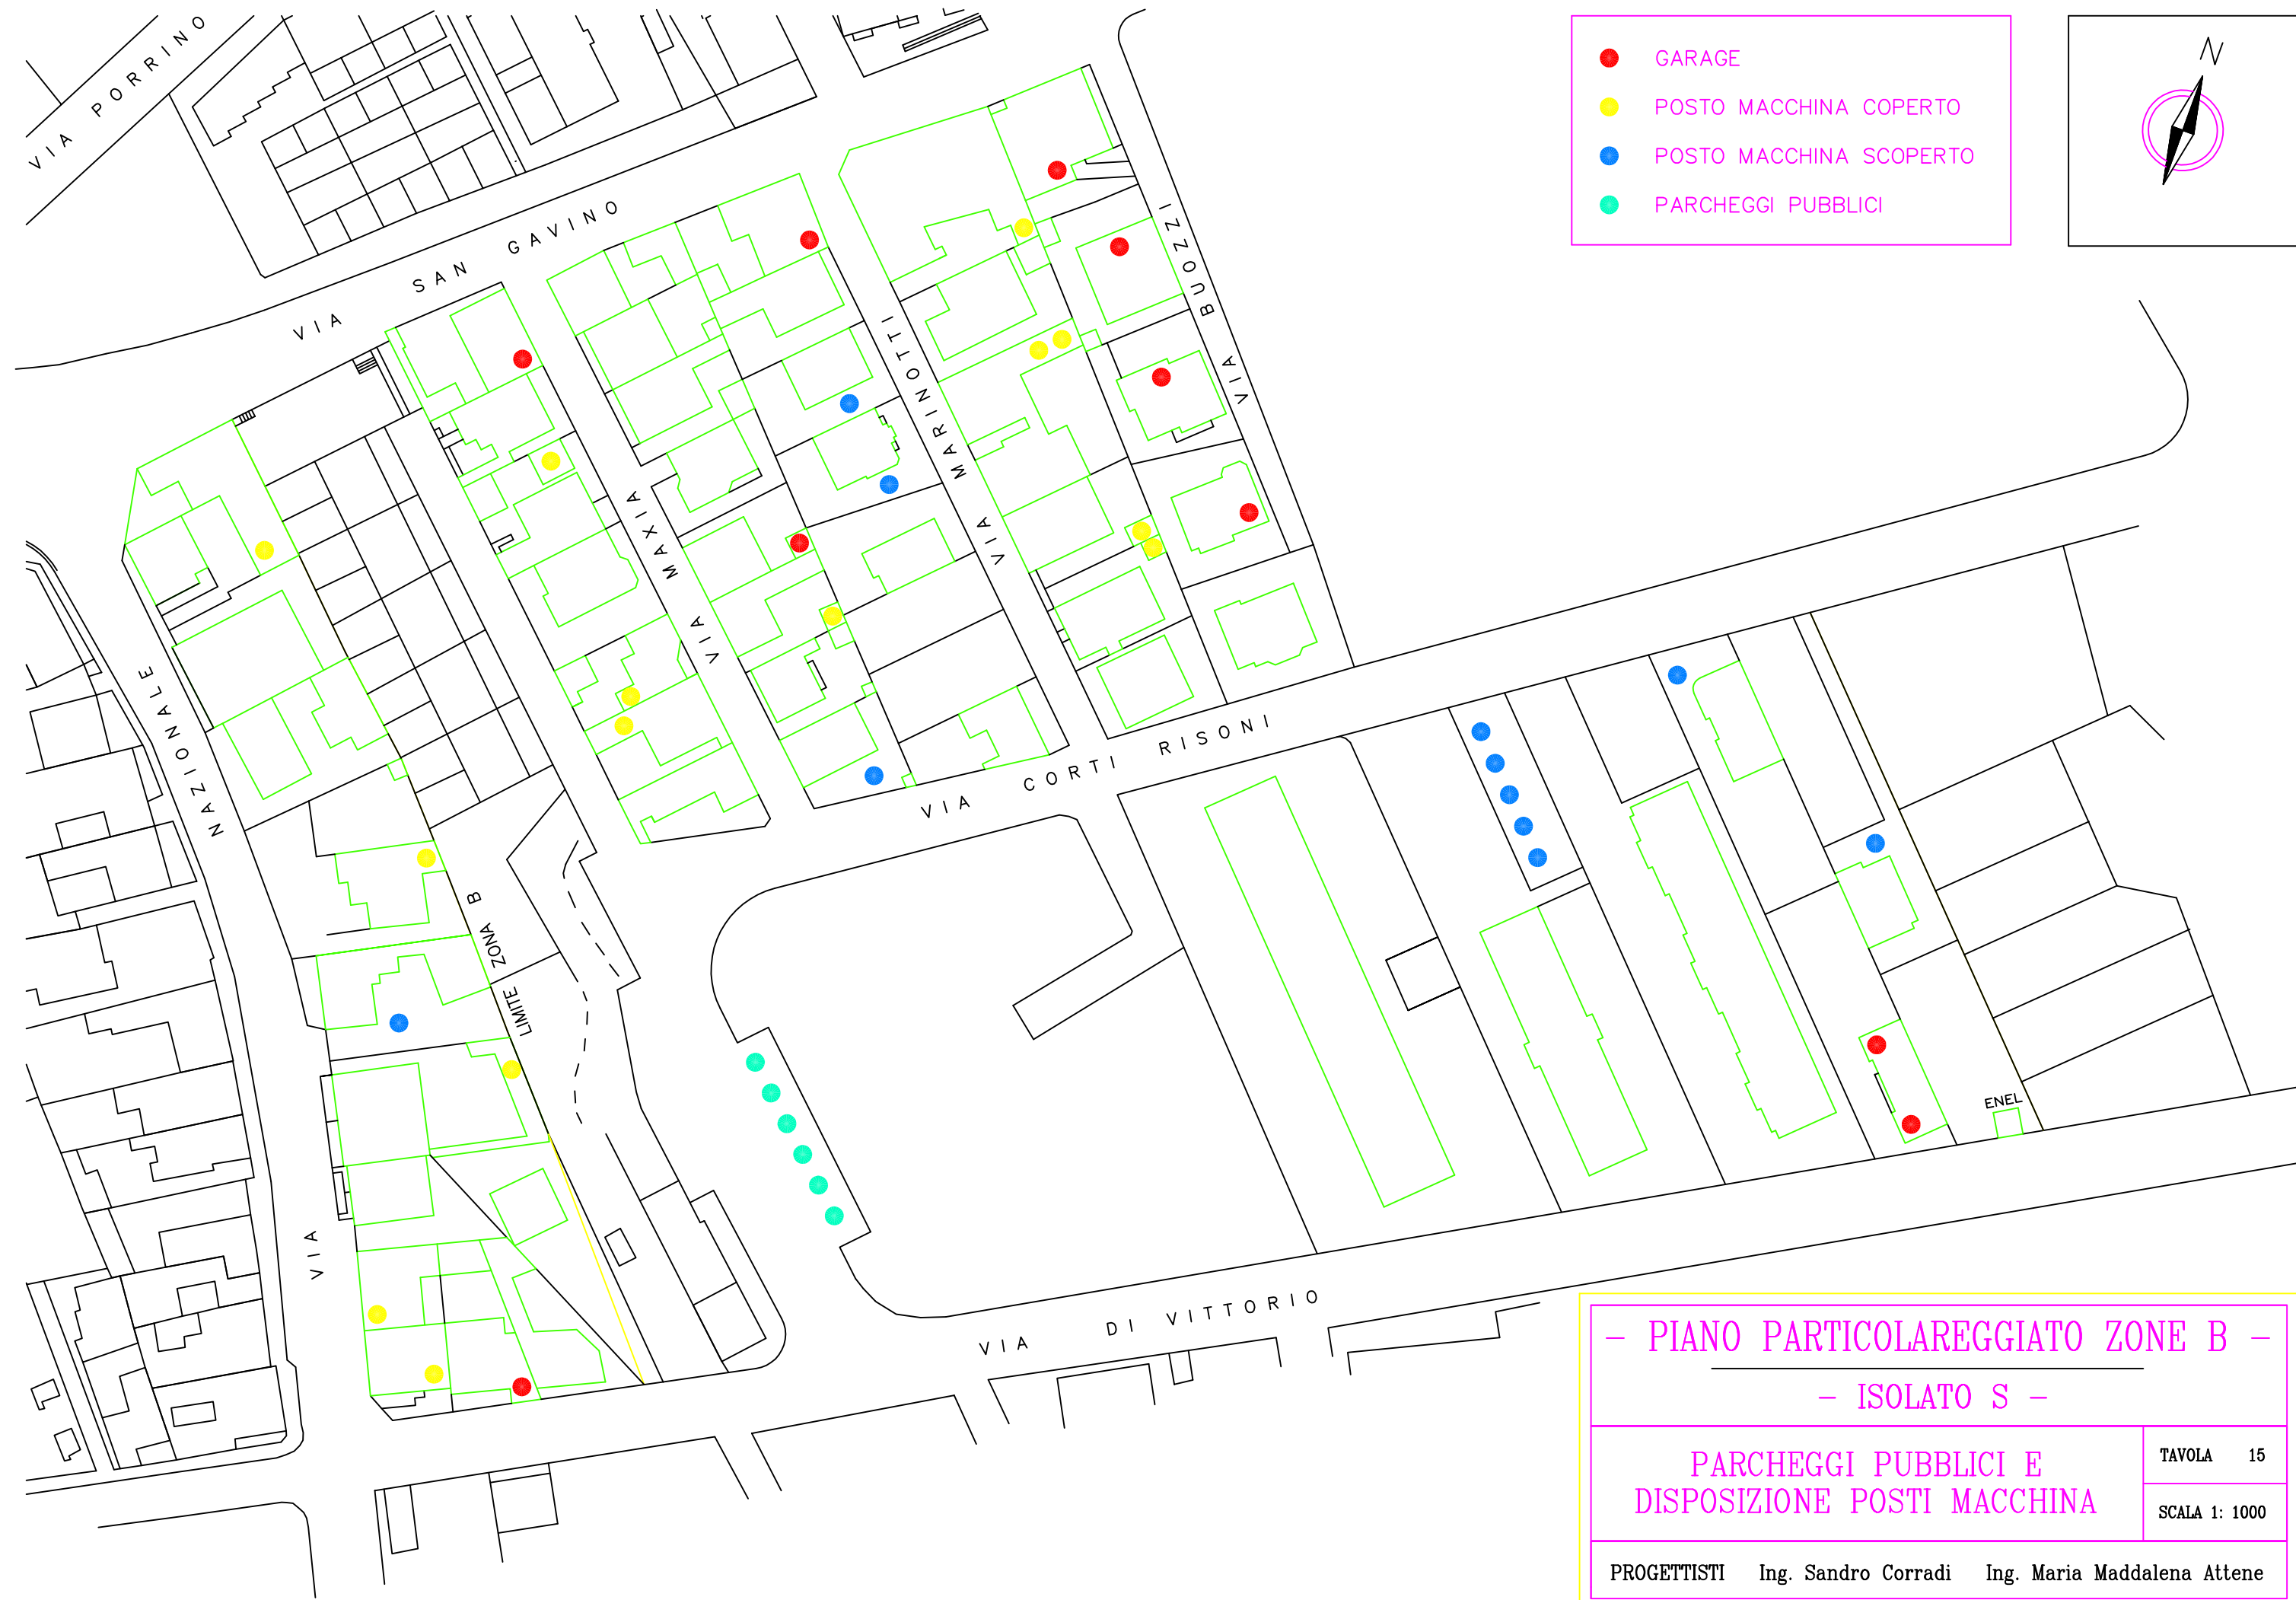 VIA PORRINO
VIA SAN GAVINO
GARAGE
POSTO MACCHINA COPERTO
POSTO MACCHINA SCOPERTO
PARCHEGGI PUBBLICI
N
VIA BUOZZI
VIA MARINOTTI
VIA MAXIA
VIA NAZIONALE
VIA CORTI RISONI
LIMITE ZONA B
ENEL
VIA DI VITTORIO
- PIANO PARTICOLAREGGIATO ZONE B -
- ISOLATO S -
PARCHEGGI PUBBLICI E
DISPOSIZIONE POSTI MACCHINA
TAVOLA 15
SCALA 1: 1000
PROGETTISTI Ing. Sandro Corradi Ing. Maria Maddalena Attene